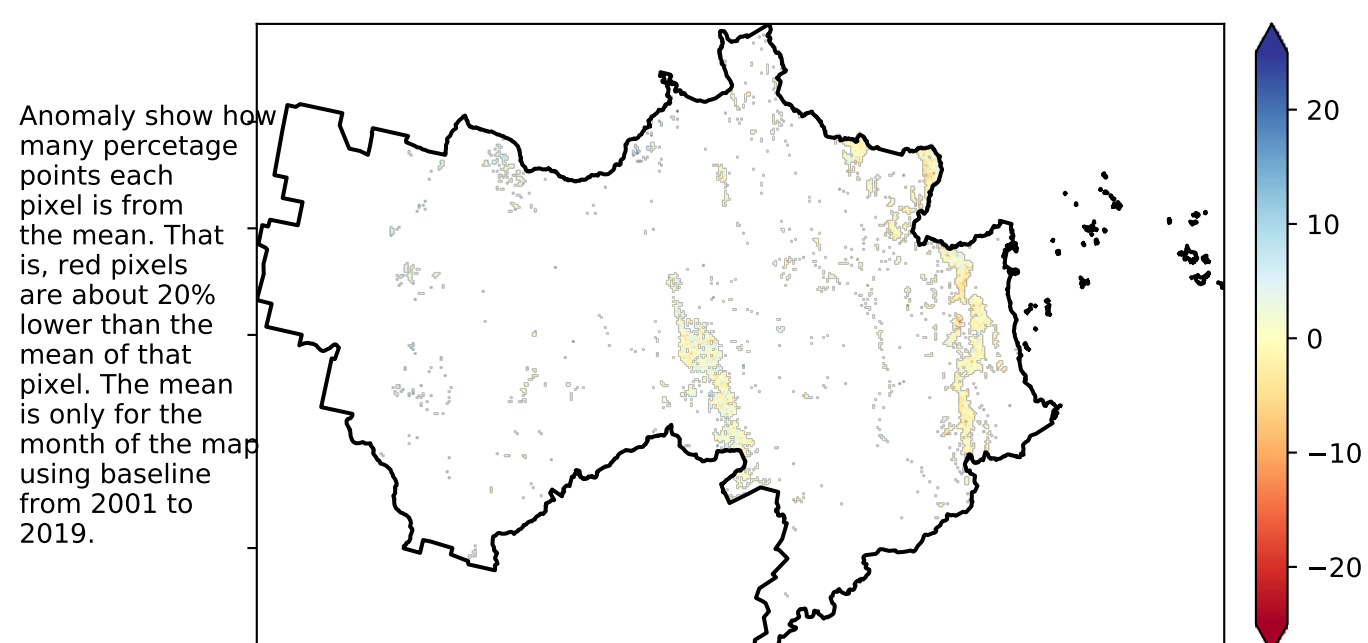 Anomaly show how
many percetage
points each
pixel is from
the mean. That
is, red pixels
are about 20%
lower than the
mean of that
pixel. The mean
is only for the
month of the map
using baseline
from 2001 to
2019.
20
10
0
−10
−20